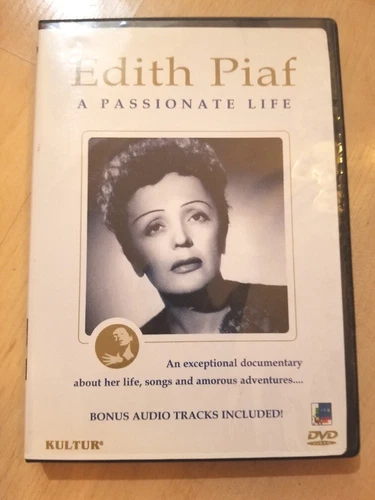 Edith Piaf
A PASSIONATE LIFE
An exceptional documentary
about her life, songs and amorous adventures....
BONUS AUDIO TRACKS INCLUDED!
KULTUR
DVD
VIDEO